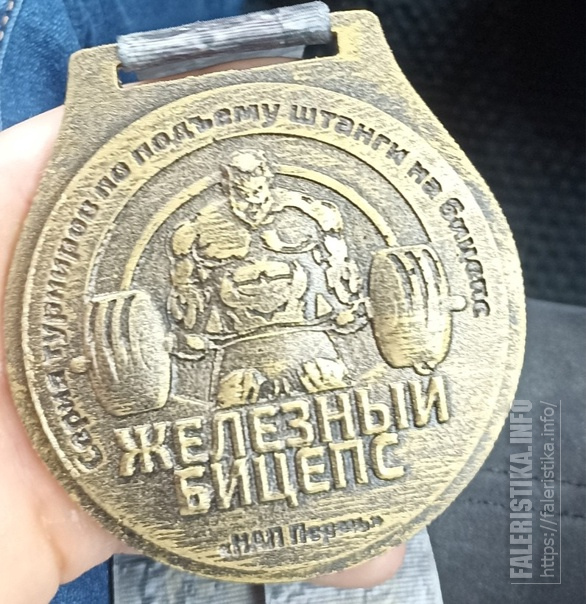 Серия турниров по подъему штанги на бицепс
ЖЕЛЕЗНЫЙ
БИЦЕПС
«НАП Пермь»
FALERISTIKA.INFO
https://faleristika.info/